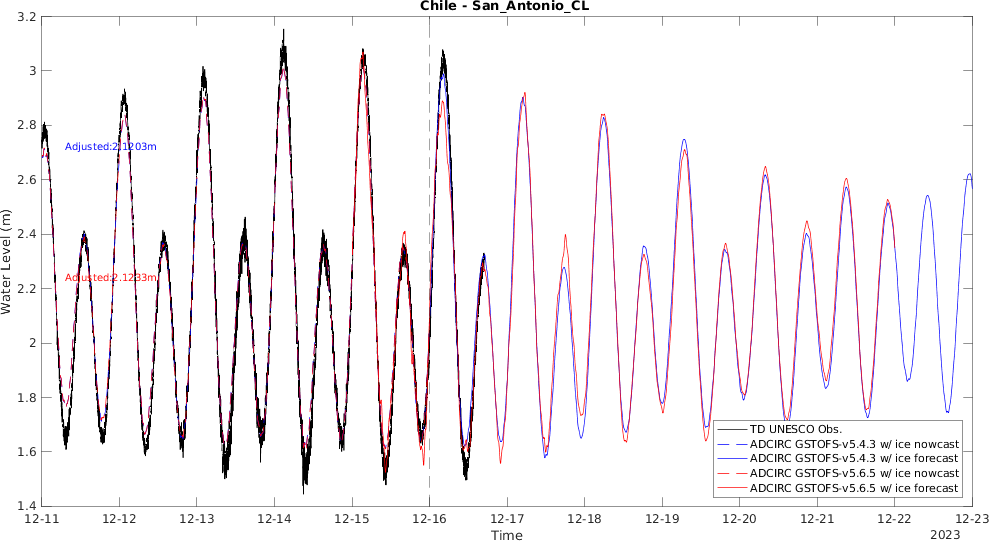 Chile - San_Antonio_CL
3.2
3
2.8
2.6
2.4
2.2
2
1.8
1.6
1.4
Water Level (m)
Adjusted:2.1203m
Adjusted:2.1233m
TD UNESCO Obs.
ADCIRC GSTOFS-v5.4.3 w/ ice nowcast
ADCIRC GSTOFS-v5.4.3 w/ ice forecast
ADCIRC GSTOFS-v5.6.5 w/ ice nowcast
ADCIRC GSTOFS-v5.6.5 w/ ice forecast
12-11 12-12 12-13 12-14 12-15 12-16 12-17 12-18 12-19 12-20 12-21 12-22 12-23
Time
2023